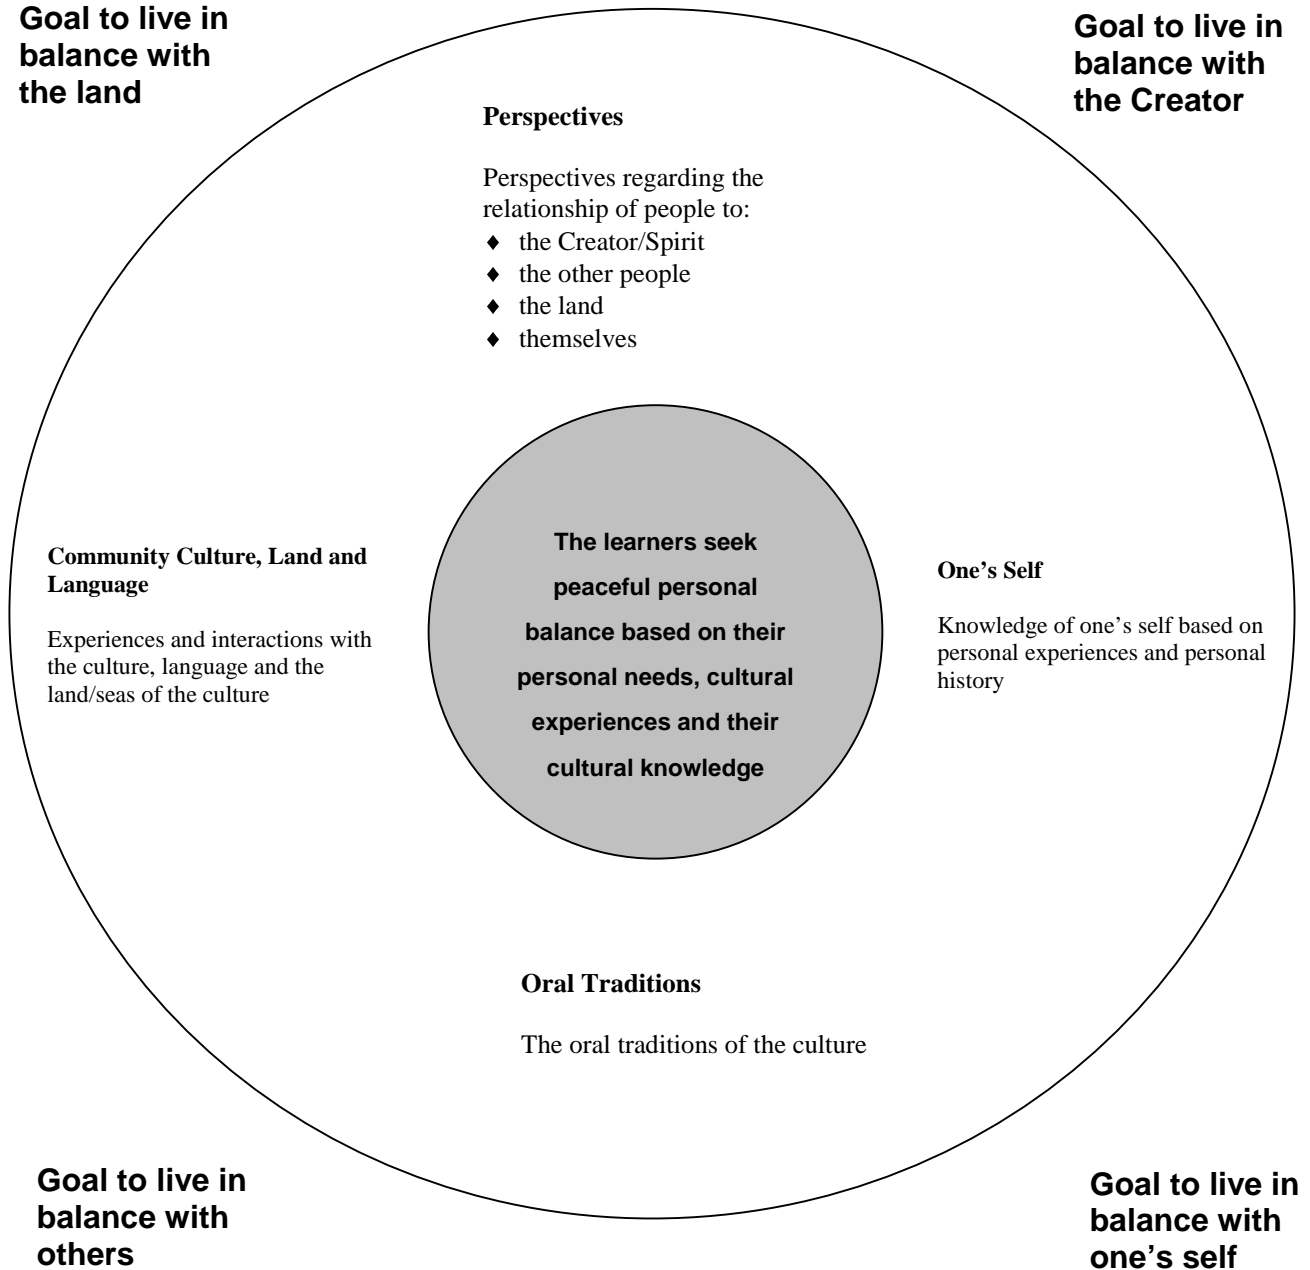 Goal to live in
balance with
the land
Goal to live in
balance with
the Creator
Perspectives
Perspectives regarding the
relationship of people to:
♦ the Creator/Spirit
♦ the other people
♦ the land
♦ themselves
Community Culture, Land and
Language
Experiences and interactions with
the culture, language and the
land/seas of the culture
The learners seek
peaceful personal
balance based on their
personal needs, cultural
experiences and their
cultural knowledge
One’s Self
Knowledge of one’s self based on
personal experiences and personal
history
Oral Traditions
The oral traditions of the culture
Goal to live in
balance with
others
Goal to live in
balance with
one’s self